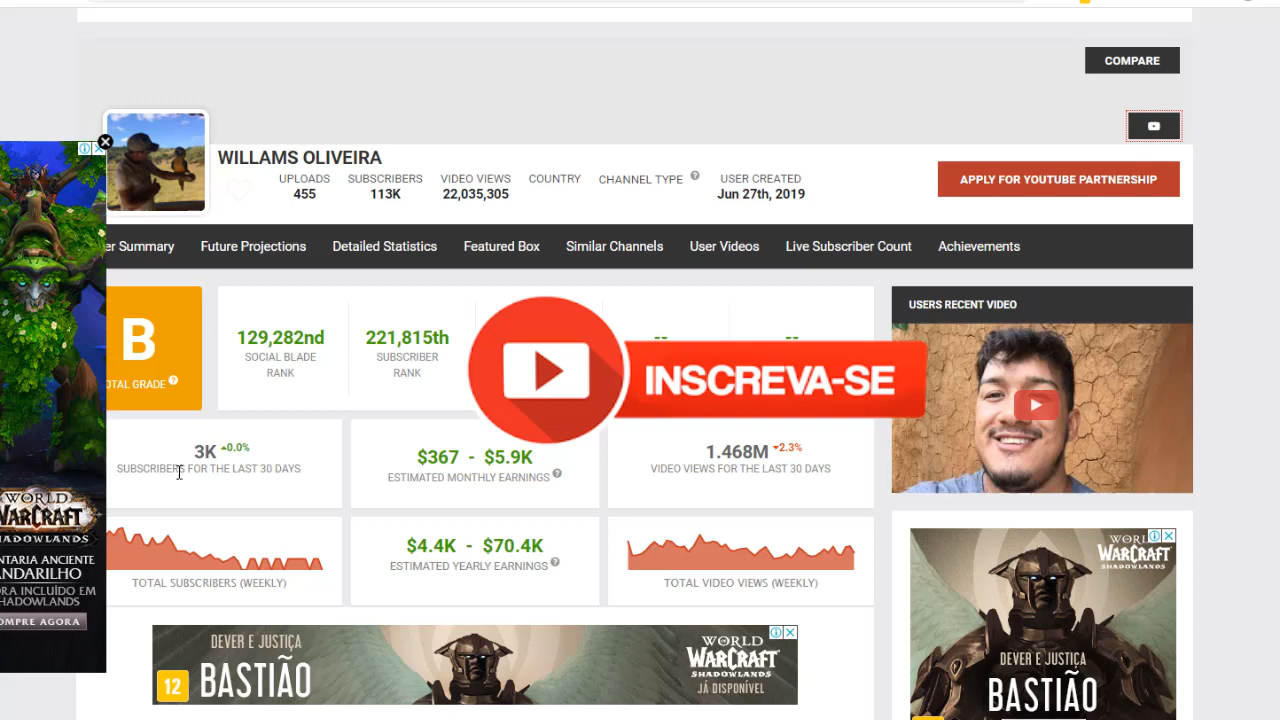 COMPARE
WILLAMS OLIVEIRA
UPLOADS
455
SUBSCRIBERS
113K
VIDEO VIEWS
22,035,305
COUNTRY
CHANNEL TYPE
USER CREATED
Jun 27th, 2019
APPLY FOR YOUTUBE PARTNERSHIP
er Summary
Future Projections
Detailed Statistics
Featured Box
Similar Channels
User Videos
Live Subscriber Count
Achievements
B
OTAL GRADE
129,282nd
SOCIAL BLADE
RANK
221,815th
SUBSCRIBER
RANK
--
--
INSCREVA-SE
USERS RECENT VIDEO
3K 0.0%
SUBSCRIBERS FOR THE LAST 30 DAYS
$367 - $5.9K
ESTIMATED MONTHLY EARNINGS
1.468M 2.3%
VIDEO VIEWS FOR THE LAST 30 DAYS
TOTAL SUBSCRIBERS (WEEKLY)
$4.4K - $70.4K
ESTIMATED YEARLY EARNINGS
TOTAL VIDEO VIEWS (WEEKLY)
WORLD
WARCRAFT
HADOWLANDS
NTARIA ANCIENTE
ANDARILHO
ORA INCLUÍDO EM
HADOWLANDS
OMPRE AGORA
12
DEVER E JUSTIÇA
BASTIÃO
WORLD
WARCRAFT
SHADOWLANDS
JÁ DISPONÍVEL
WORL
WARCRAFT
SHADOWLANDS
DEVER E JUSTIÇA
BASTIÃO